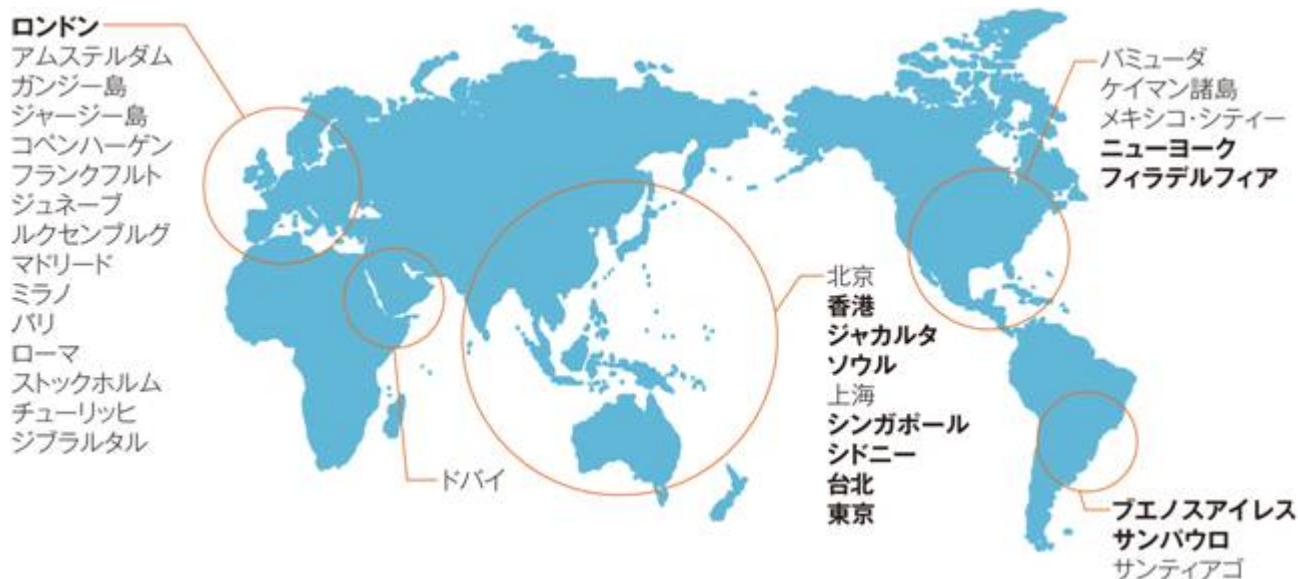 ロンドン
アムステルダム
ガンジー島
ジャージー島
コペンハーゲン
フランクフルト
ジュネーブ
ルクセンブルグ
マドリード
ミラノ
パリ
ローマ
ストックホルム
チューリッヒ
ジブラルタル
ドバイ
北京
香港
ジャカルタ
ソウル
上海
シンガポール
シドニー
台北
東京
バミューダ
ケイマン諸島
メキシコ・シティー
ニューヨーク
フィラデルフィア
ブエノスアイレス
サンパウロ
サンティアゴ